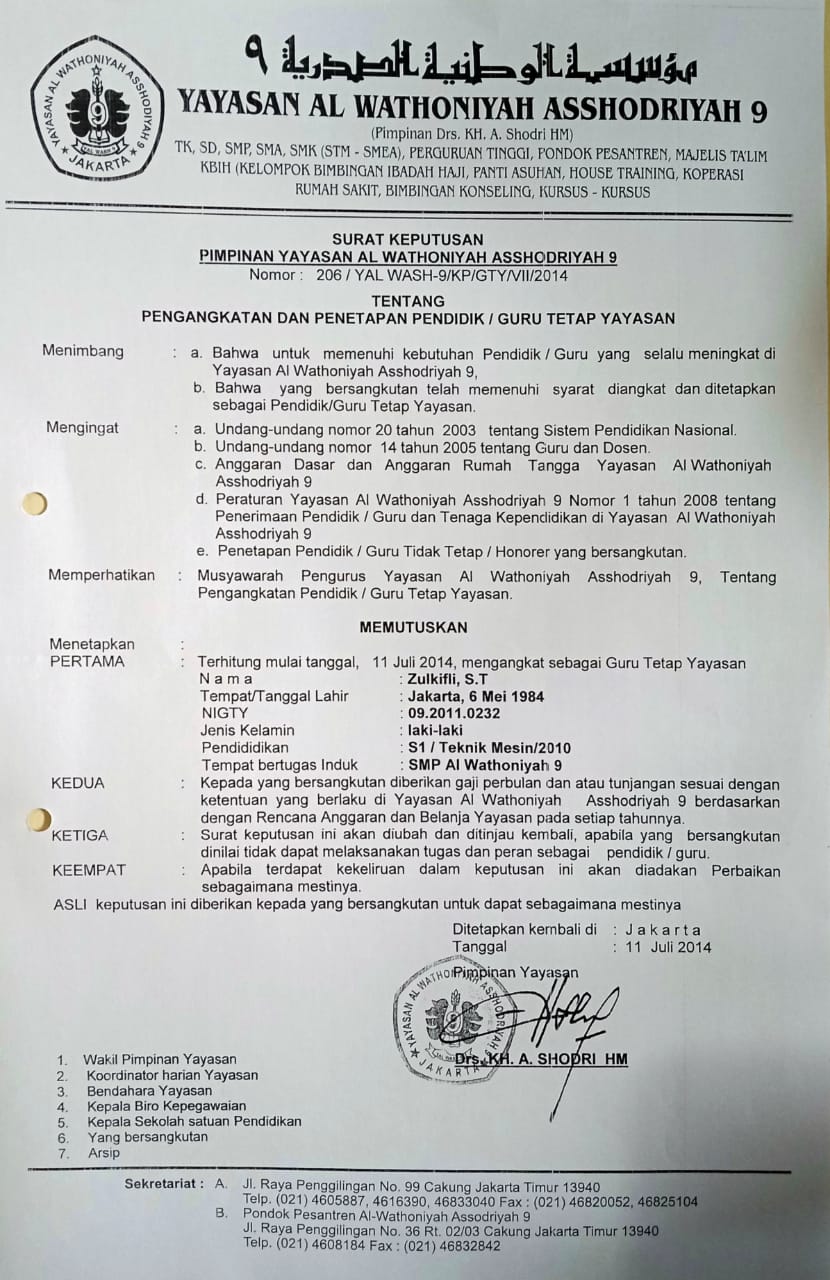 YAYASAN AL WATHONIYAH ASSHODRIYAH 9
JAKARTA
مؤسسة الوطنية الصدرية ٩
YAYASAN AL WATHONIYAH ASSHODRIYAH 9
(Pimpinan Drs. KH. A. Shodri HM)
TK, SD, SMP, SMA, SMK (STM - SMEA), PERGURUAN TINGGI, PONDOK PESANTREN, MAJELIS TA'LIM
KBIH (KELOMPOK BIMBINGAN IBADAH HAJI, PANTI ASUHAN, HOUSE TRAINING, KOPERASI
RUMAH SAKIT, BIMBINGAN KONSELING, KURSUS - KURSUS
SURAT KEPUTUSAN
PIMPINAN YAYASAN AL WATHONIYAH ASSHODRIYAH 9
Nomor : 206 / YAL WASH-9/KP/GTY/VII/2014
TENTANG
PENGANGKATAN DAN PENETAPAN PENDIDIK / GURU TETAP YAYASAN
Menimbang : a. Bahwa untuk memenuhi kebutuhan Pendidik / Guru yang selalu meningkat di
Yayasan Al Wathoniyah Asshodriyah 9,
b. Bahwa yang bersangkutan telah memenuhi syarat diangkat dan ditetapkan
sebagai Pendidik/Guru Tetap Yayasan.
Mengingat : a. Undang-undang nomor 20 tahun 2003 tentang Sistem Pendidikan Nasional.
b. Undang-undang nomor 14 tahun 2005 tentang Guru dan Dosen.
c. Anggaran Dasar dan Anggaran Rumah Tangga Yayasan Al Wathoniyah
Asshodriyah 9
d. Peraturan Yayasan Al Wathoniyah Asshodriyah 9 Nomor 1 tahun 2008 tentang
Penerimaan Pendidik / Guru dan Tenaga Kependidikan di Yayasan Al Wathoniyah
Asshodriyah 9
e. Penetapan Pendidik / Guru Tidak Tetap / Honorer yang bersangkutan.
Memperhatikan : Musyawarah Pengurus Yayasan Al Wathoniyah Asshodriyah 9, Tentang
Pengangkatan Pendidik / Guru Tetap Yayasan.
MEMUTUSKAN
Menetapkan :
PERTAMA : Terhitung mulai tanggal, 11 Juli 2014, mengangkat sebagai Guru Tetap Yayasan
N a m a : Zulkifli, S.T
Tempat/Tanggal Lahir : Jakarta, 6 Mei 1984
NIGTY : 09.2011.0232
Jenis Kelamin : laki-laki
Pendididikan : S1 / Teknik Mesin/2010
Tempat bertugas Induk : SMP Al Wathoniyah 9
KEDUA : Kepada yang bersangkutan diberikan gaji perbulan dan atau tunjangan sesuai dengan
ketentuan yang berlaku di Yayasan Al Wathoniyah Asshodriyah 9 berdasarkan
dengan Rencana Anggaran dan Belanja Yayasan pada setiap tahunnya.
KETIGA : Surat keputusan ini akan diubah dan ditinjau kembali, apabila yang bersangkutan
dinilai tidak dapat melaksanakan tugas dan peran sebagai pendidik / guru.
KEEMPAT : Apabila terdapat kekeliruan dalam keputusan ini akan diadakan Perbaikan
sebagaimana mestinya.
ASLI keputusan ini diberikan kepada yang bersangkutan untuk dapat sebagaimana mestinya
Ditetapkan kembali di : J a k a r t a
Tanggal : 11 Juli 2014
Pimpinan Yayasan
YAYASAN AL WATHONIYAH ASSHODRIYAH 9
JAKARTA
Drs. KH. A. SHODRI HM
1. Wakil Pimpinan Yayasan
2. Koordinator harian Yayasan
3. Bendahara Yayasan
4. Kepala Biro Kepegawaian
5. Kepala Sekolah satuan Pendidikan
6. Yang bersangkutan
7. Arsip
Sekretariat : A. Jl. Raya Penggilingan No. 99 Cakung Jakarta Timur 13940
Telp. (021) 4605887, 4616390, 46833040 Fax : (021) 46820052, 46825104
B. Pondok Pesantren Al-Wathoniyah Assodriyah 9
Jl. Raya Penggilingan No. 36 Rt. 02/03 Cakung Jakarta Timur 13940
Telp. (021) 4608184 Fax : (021) 46832842